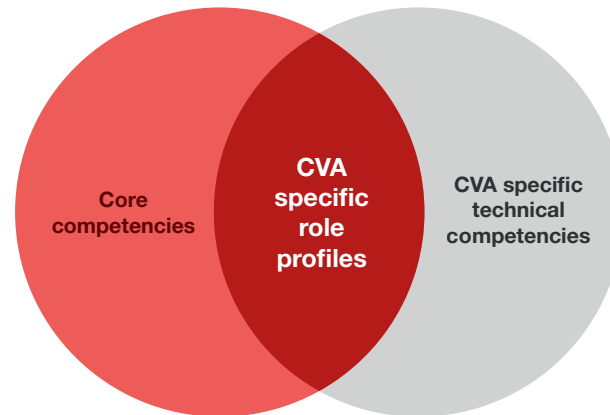 Core
competencies
CVA
specific
role
profiles
CVA specific
technical
competencies